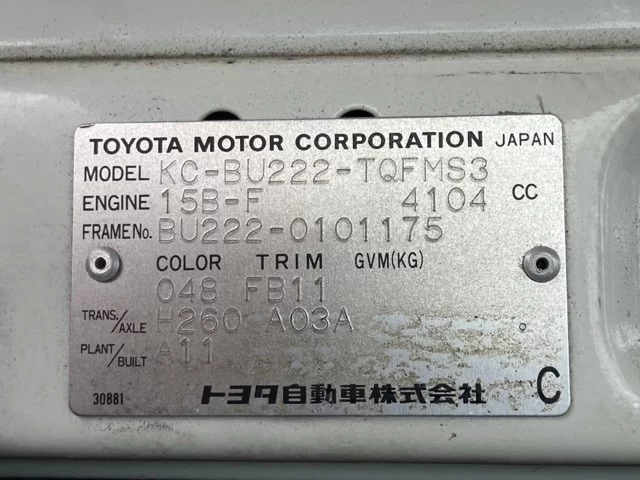 TOYOTA MOTOR CORPORATION JAPAN
MODEL KC-BU222-TQFMS3
ENGINE 15B-F 4104 CC
FRAME No. BU222-0101175
COLOR TRIM GVM(KG)
048 FB11
TRANS./AXLE H260 A03A
PLANT/BUILT A11
30881 トヨタ自動車株式会社 C